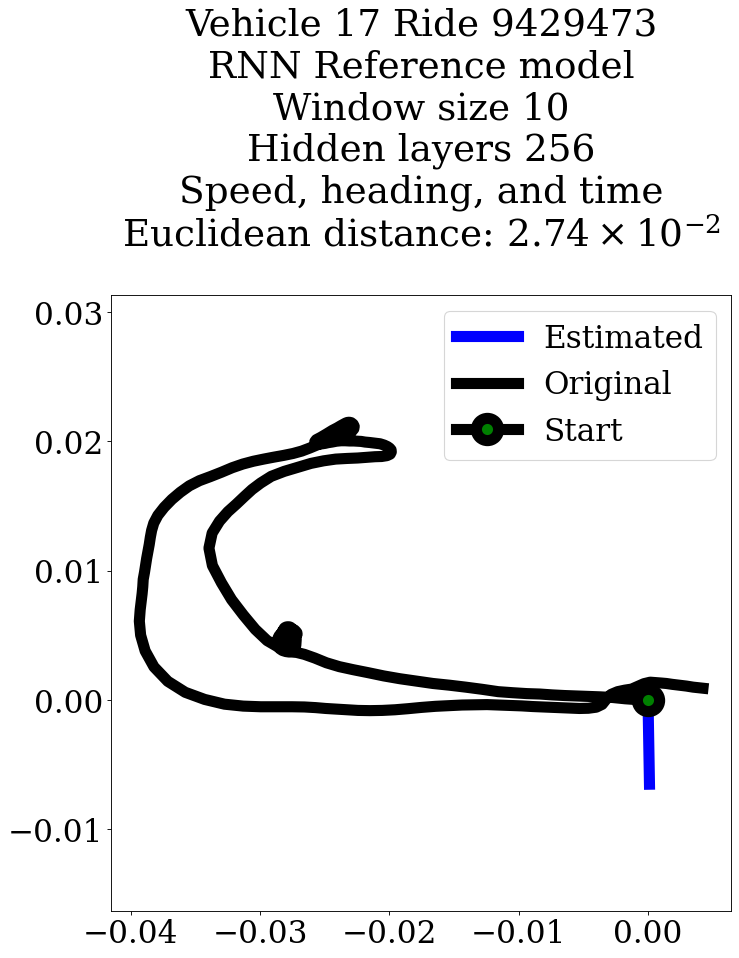 Vehicle 17 Ride 9429473
RNN Reference model
Window size 10
Hidden layers 256
Speed, heading, and time
Euclidean distance: 2.74 × 10⁻²
0.03
0.02
0.01
0.00
−0.01
Estimated
Original
Start
−0.04 −0.03 −0.02 −0.01 0.00